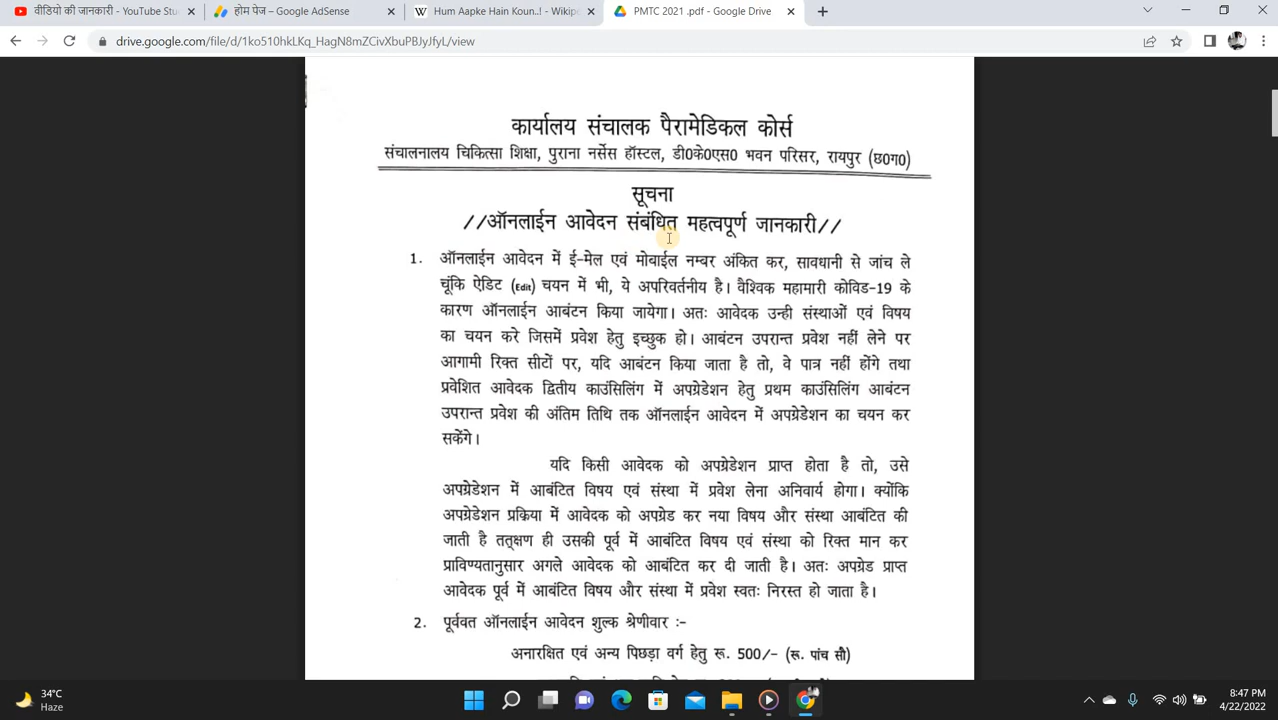 वीडियो की जानकारी - YouTube Stu
होम पेज – Google AdSense
Hum Aapke Hain Koun..! - Wikipe
PMTC 2021 .pdf - Google Drive
drive.google.com/file/d/1ko510hkLKq_HagN8mZCivXbuPBJyJfyL/view
कार्यालय संचालक पैरामेडिकल कोर्स
संचालनालय चिकित्सा शिक्षा, पुराना नर्सेस हॉस्टल, डी0के0एस0 भवन परिसर, रायपुर (छ0ग0)
सूचना
//ऑनलाईन आवेदन संबंधित महत्वपूर्ण जानकारी//
1. ऑनलाईन आवेदन में ई-मेल एवं मोबाईल नम्बर अंकित कर, सावधानी से जांच ले
चूंकि ऐडिट (Edit) चयन में भी, ये अपरिवर्तनीय है। वैश्विक महामारी कोविड-19 के
कारण ऑनलाईन आबंटन किया जायेगा। अतः आवेदक उन्ही संस्थाओं एवं विषय
का चयन करे जिसमें प्रवेश हेतु इच्छुक हो। आबंटन उपरान्त प्रवेश नहीं लेने पर
आगामी रिक्त सीटों पर, यदि आबंटन किया जाता है तो, वे पात्र नहीं होंगे तथा
प्रवेशित आवेदक द्वितीय काउंसिलिंग में अपग्रेडेशन हेतु प्रथम काउंसिलिंग आबंटन
उपरान्त प्रवेश की अंतिम तिथि तक ऑनलाईन आवेदन में अपग्रेडेशन का चयन कर
सकेंगे।
यदि किसी आवेदक को अपग्रेडेशन प्राप्त होता है तो, उसे
अपग्रेडेशन में आबंटित विषय एवं संस्था में प्रवेश लेना अनिवार्य होगा। क्योंकि
अपग्रेडेशन प्रक्रिया में आवेदक को अपग्रेड कर नया विषय और संस्था आबंटित की
जाती है तत्क्षण ही उसकी पूर्व में आबंटित विषय एवं संस्था को रिक्त मान कर
प्राविण्यतानुसार अगले आवेदक को आबंटित कर दी जाती है। अतः अपग्रेड प्राप्त
आवेदक पूर्व में आबंटित विषय और संस्था में प्रवेश स्वतः निरस्त हो जाता है।
2. पूर्ववत ऑनलाईन आवेदन शुल्क श्रेणीवार :-
अनारक्षित एवं अन्य पिछड़ा वर्ग हेतु रू. 500/- (रू. पांच सौ)
34°C
Haze
8:47 PM
4/22/2022